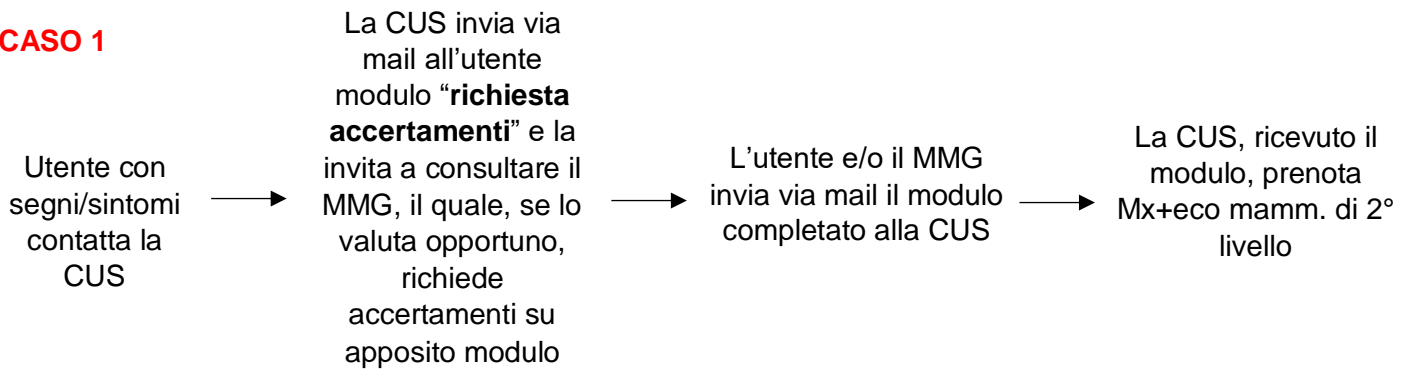 CASO 1
Utente con
segni/sintomi
contatta la
CUS
La CUS invia via
mail all’utente
modulo “richiesta
accertamenti” e la
invita a consultare il
MMG, il quale, se lo
valuta opportuno,
richiede
accertamenti su
apposito modulo
L’utente e/o il MMG
invia via mail il modulo
completato alla CUS
La CUS, ricevuto il
modulo, prenota
Mx+eco mamm. di 2°
livello